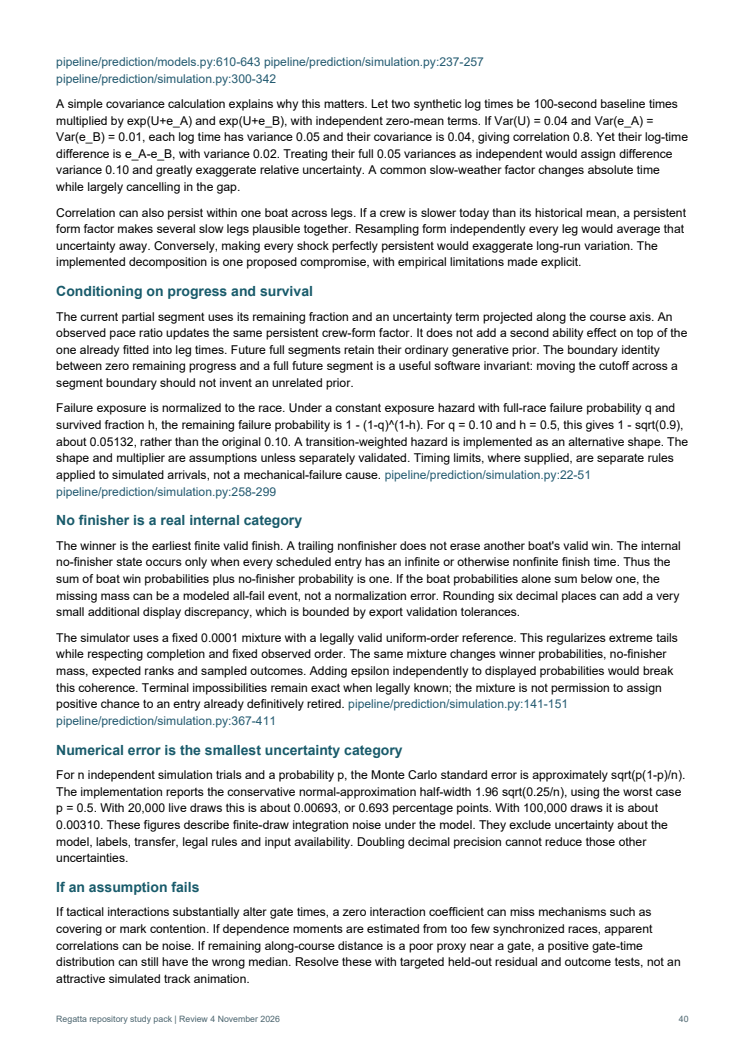 pipeline/prediction/models.py:610-643 pipeline/prediction/simulation.py:237-257
pipeline/prediction/simulation.py:300-342
A simple covariance calculation explains why this matters. Let two synthetic log times be 100-second baseline times
multiplied by exp(U+e_A) and exp(U+e_B), with independent zero-mean terms. If Var(U) = 0.04 and Var(e_A) =
Var(e_B) = 0.01, each log time has variance 0.05 and their covariance is 0.04, giving correlation 0.8. Yet their log-time
difference is e_A-e_B, with variance 0.02. Treating their full 0.05 variances as independent would assign difference
variance 0.10 and greatly exaggerate relative uncertainty. A common slow-weather factor changes absolute time
while largely cancelling in the gap.
Correlation can also persist within one boat across legs. If a crew is slower today than its historical mean, a persistent
form factor makes several slow legs plausible together. Resampling form independently every leg would average that
uncertainty away. Conversely, making every shock perfectly persistent would exaggerate long-run variation. The
implemented decomposition is one proposed compromise, with empirical limitations made explicit.
Conditioning on progress and survival
The current partial segment uses its remaining fraction and an uncertainty term projected along the course axis. An
observed pace ratio updates the same persistent crew-form factor. It does not add a second ability effect on top of the
one already fitted into leg times. Future full segments retain their ordinary generative prior. The boundary identity
between zero remaining progress and a full future segment is a useful software invariant: moving the cutoff across a
segment boundary should not invent an unrelated prior.
Failure exposure is normalized to the race. Under a constant exposure hazard with full-race failure probability q and
survived fraction h, the remaining failure probability is 1 - (1-q)^(1-h). For q = 0.10 and h = 0.5, this gives 1 - sqrt(0.9),
about 0.05132, rather than the original 0.10. A transition-weighted hazard is implemented as an alternative shape. The
shape and multiplier are assumptions unless separately validated. Timing limits, where supplied, are separate rules
applied to simulated arrivals, not a mechanical-failure cause. pipeline/prediction/simulation.py:22-51
pipeline/prediction/simulation.py:258-299
No finisher is a real internal category
The winner is the earliest finite valid finish. A trailing nonfinisher does not erase another boat's valid win. The internal
no-finisher state occurs only when every scheduled entry has an infinite or otherwise nonfinite finish time. Thus the
sum of boat win probabilities plus no-finisher probability is one. If the boat probabilities alone sum below one, the
missing mass can be a modeled all-fail event, not a normalization error. Rounding six decimal places can add a very
small additional display discrepancy, which is bounded by export validation tolerances.
The simulator uses a fixed 0.0001 mixture with a legally valid uniform-order reference. This regularizes extreme tails
while respecting completion and fixed observed order. The same mixture changes winner probabilities, no-finisher
mass, expected ranks and sampled outcomes. Adding epsilon independently to displayed probabilities would break
this coherence. Terminal impossibilities remain exact when legally known; the mixture is not permission to assign
positive chance to an entry already definitively retired. pipeline/prediction/simulation.py:141-151
pipeline/prediction/simulation.py:367-411
Numerical error is the smallest uncertainty category
For n independent simulation trials and a probability p, the Monte Carlo standard error is approximately sqrt(p(1-p)/n).
The implementation reports the conservative normal-approximation half-width 1.96 sqrt(0.25/n), using the worst case
p = 0.5. With 20,000 live draws this is about 0.00693, or 0.693 percentage points. With 100,000 draws it is about
0.00310. These figures describe finite-draw integration noise under the model. They exclude uncertainty about the
model, labels, transfer, legal rules and input availability. Doubling decimal precision cannot reduce those other
uncertainties.
If an assumption fails
If tactical interactions substantially alter gate times, a zero interaction coefficient can miss mechanisms such as
covering or mark contention. If dependence moments are estimated from too few synchronized races, apparent
correlations can be noise. If remaining along-course distance is a poor proxy near a gate, a positive gate-time
distribution can still have the wrong median. Resolve these with targeted held-out residual and outcome tests, not an
attractive simulated track animation.
Regatta repository study pack | Review 4 November 2026
40